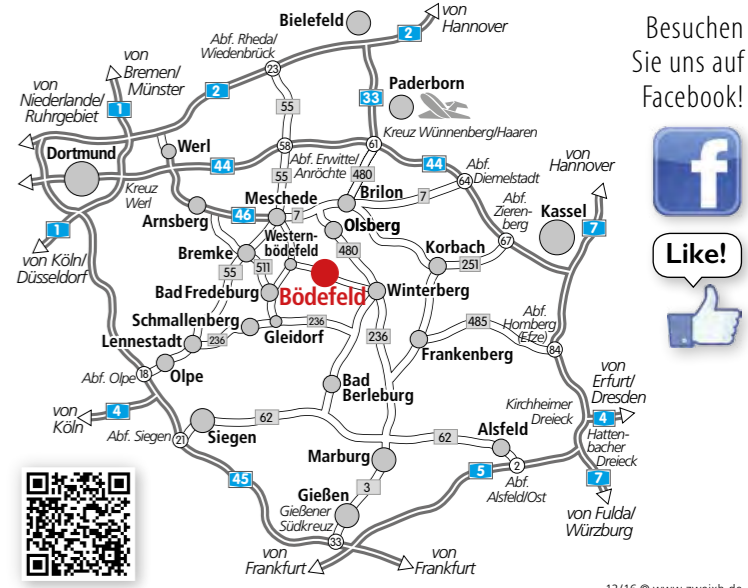 Besuchen
Sie uns auf
Facebook!
f
Like!
von
Hannover
Bielefeld
2
Abf. Rheda/
Wiedenbrück
23
von
Bremen/
Münster
von
Niederlande/
Ruhrgebiet
1
2
55
33
Paderborn
Kreuz Wünnenberg/Haaren
Werl
58
61
Dortmund
44
Abf. Erwitte/
Anröchte
44
Abf.
Diemelstadt
64
von
Hannover
Kreuz
Werl
55
480
Meschede
Brilon
7
Abf.
Zieren-
berg
Kassel
Arnsberg
46
7
Olsberg
1
67
7
von Köln/
Düsseldorf
Bremke
Western-
bödefeld
480
Korbach
251
55
511
Bad Fredeburg
Bödefeld
Winterberg
Schmallenberg
236
Gleidorf
236
485
Abf.
Homberg
(Efze)
84
Lennestadt
236
Frankenberg
18
Abf. Olpe
Olpe
Bad
Berleburg
von
Erfurt/
Dresden
von
Köln
4
Kirchheimer
Dreieck
4
Abf. Siegen
21
Siegen
62
62
Alsfeld
Hatten-
bacher
Dreieck
Marburg
5
2
Abf.
Alsfeld/Ost
7
45
3
Gießen
Gießener
Südkreuz
33
von Fulda/
Würzburg
von
Frankfurt
von
Frankfurt